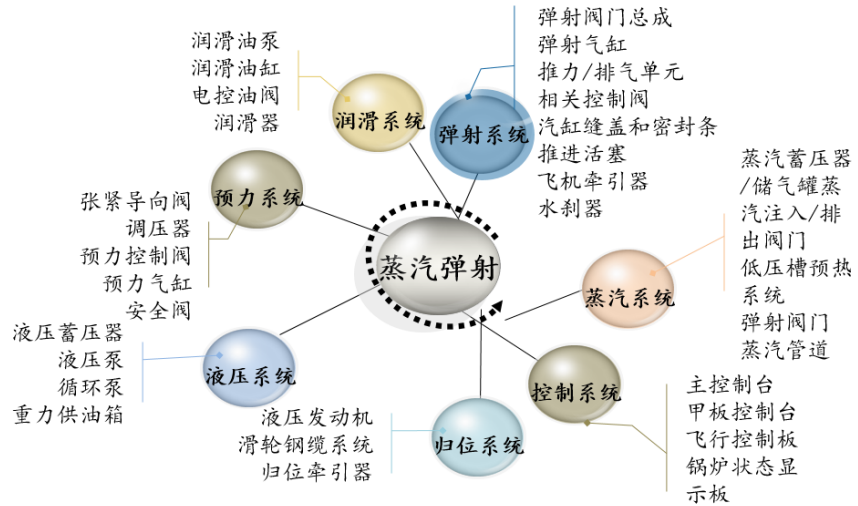 蒸汽弹射
润滑系统
润滑油泵
润滑油缸
电控油阀
润滑器
弹射系统
弹射阀门总成
弹射气缸
推力/排气单元
相关控制阀
汽缸缝盖和密封条
推进活塞
飞机牵引器
水刹器
蒸汽系统
蒸汽蓄压器
/储气罐蒸
汽注入/排
出阀门
低压槽预热
系统
弹射阀门
蒸汽管道
控制系统
主控制台
甲板控制台
飞行控制板
锅炉状态显
示板
归位系统
液压发动机
滑轮钢缆系统
归位牵引器
液压系统
液压蓄压器
液压泵
循环泵
重力供油箱
预力系统
张紧导向阀
调压器
预力控制阀
预力气缸
安全阀